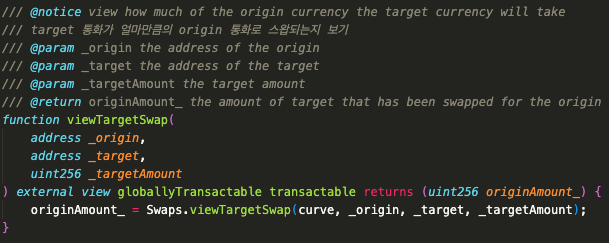 /// @notice view how much of the origin currency the target currency will take
/// target 통화가 얼마만큼의 origin 통화로 스왑되는지 보기
/// @param _origin the address of the origin
/// @param _target the address of the target
/// @param _targetAmount the target amount
/// @return originAmount_ the amount of target that has been swapped for the origin
function viewTargetSwap(
    address _origin,
    address _target,
    uint256 _targetAmount
) external view globallyTransactable transactable returns (uint256 originAmount_) {
    originAmount_ = Swaps.viewTargetSwap(curve, _origin, _target, _targetAmount);
}